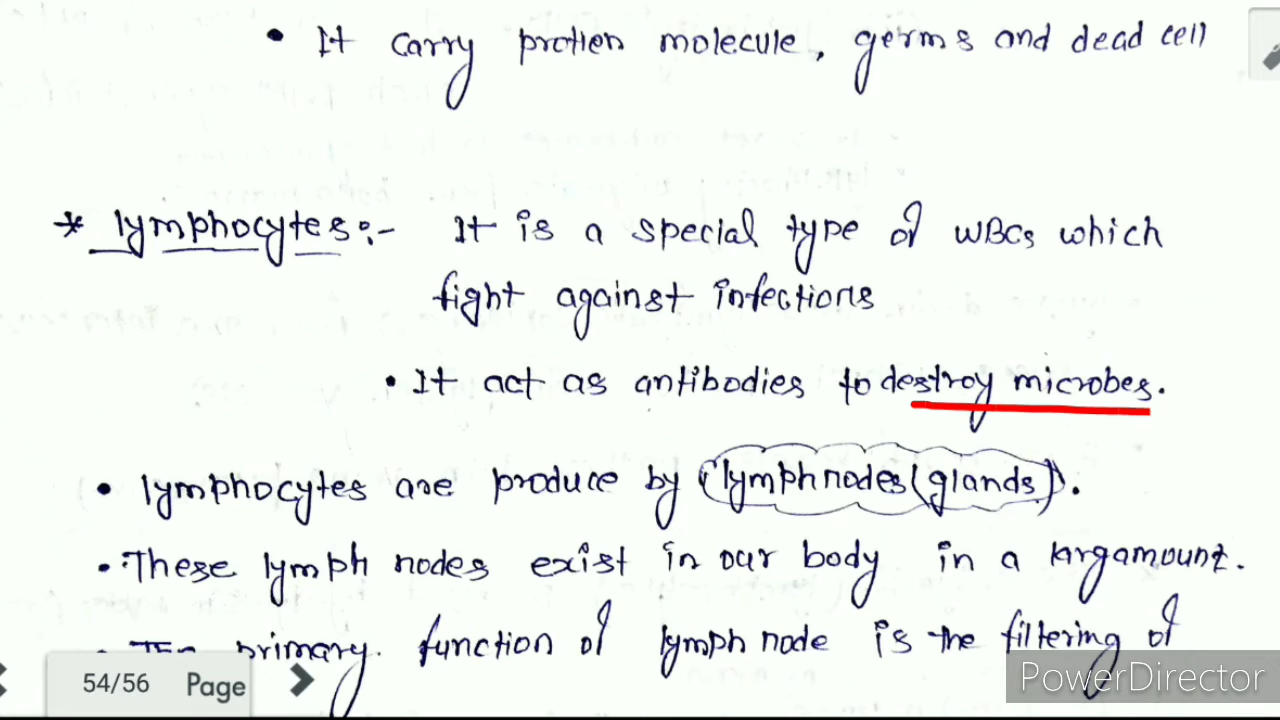 • It carry protien molecule, germs and dead cell
* lymphocytes:- It is a special type of WBCs which
fight against infections
• It act as antibodies to destroy microbes.
• lymphocytes are produce by (lymph nodes (glands)).
• These lymph nodes exist in our body in a largamount.
• primary function of lymph node is the filtering of
54/56 Page
PowerDirector